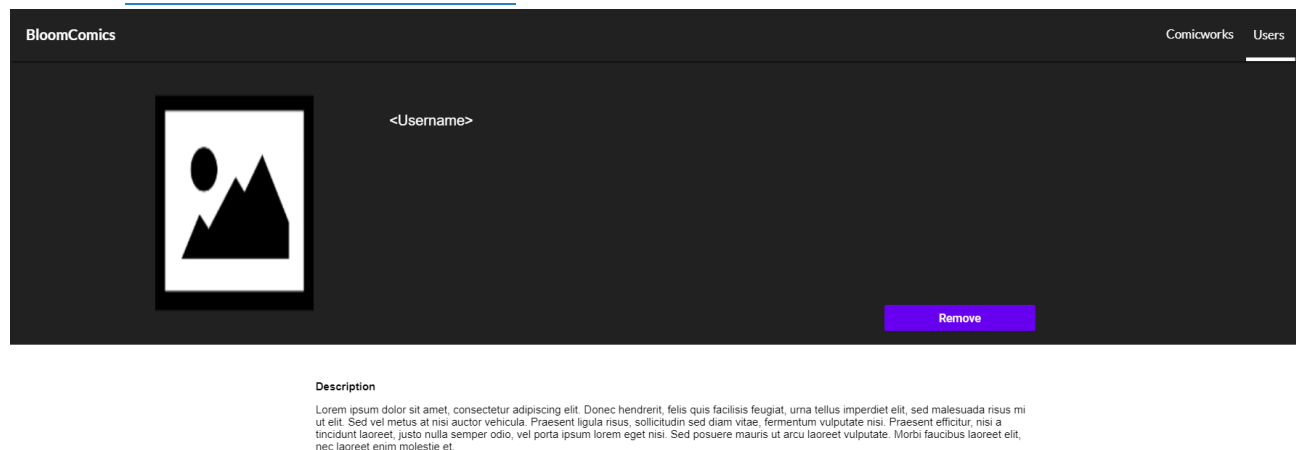 BloomComics
Comicworks
Users
<Username>
Remove
Description
Lorem ipsum dolor sit amet, consectetur adipiscing elit. Donec hendrerit, felis quis facilisis feugiat, urna tellus imperdiet elit, sed malesuada risus mi
ut elit. Sed vel metus at nisi auctor vehicula. Praesent ligula risus, sollicitudin sed diam vitae, fermentum vulputate nisi. Praesent efficitur, nisi a
tincidunt laoreet, justo nulla semper odio, vel porta ipsum lorem eget nisi. Sed posuere mauris ut arcu laoreet vulputate. Morbi faucibus laoreet elit,
nec laoreet enim molestie et.